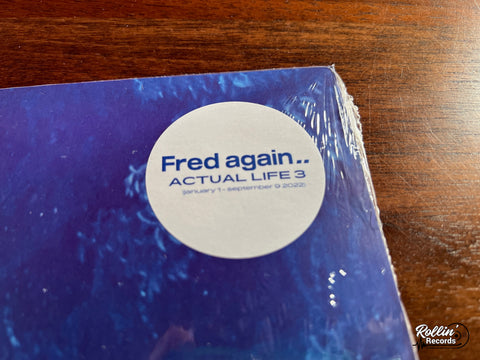 Fred again..
ACTUAL LIFE 3
(january 1 - september 9 2022)
Rollin'
Records